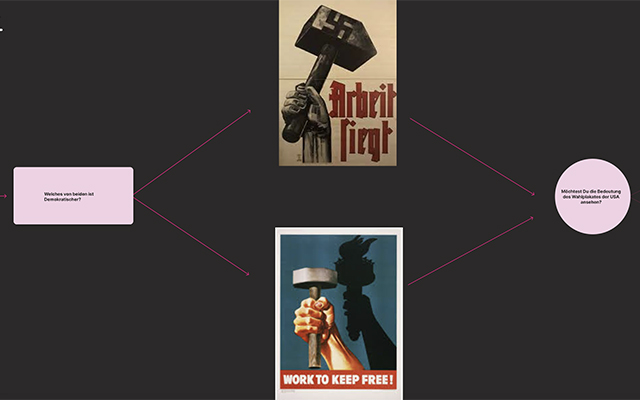 Welches von beiden ist
Demokratischer?
Arbeit
siegt
WORK TO KEEP FREE!
Möchtest Du die Bedeutung
des Wahlplakates der USA
ansehen?